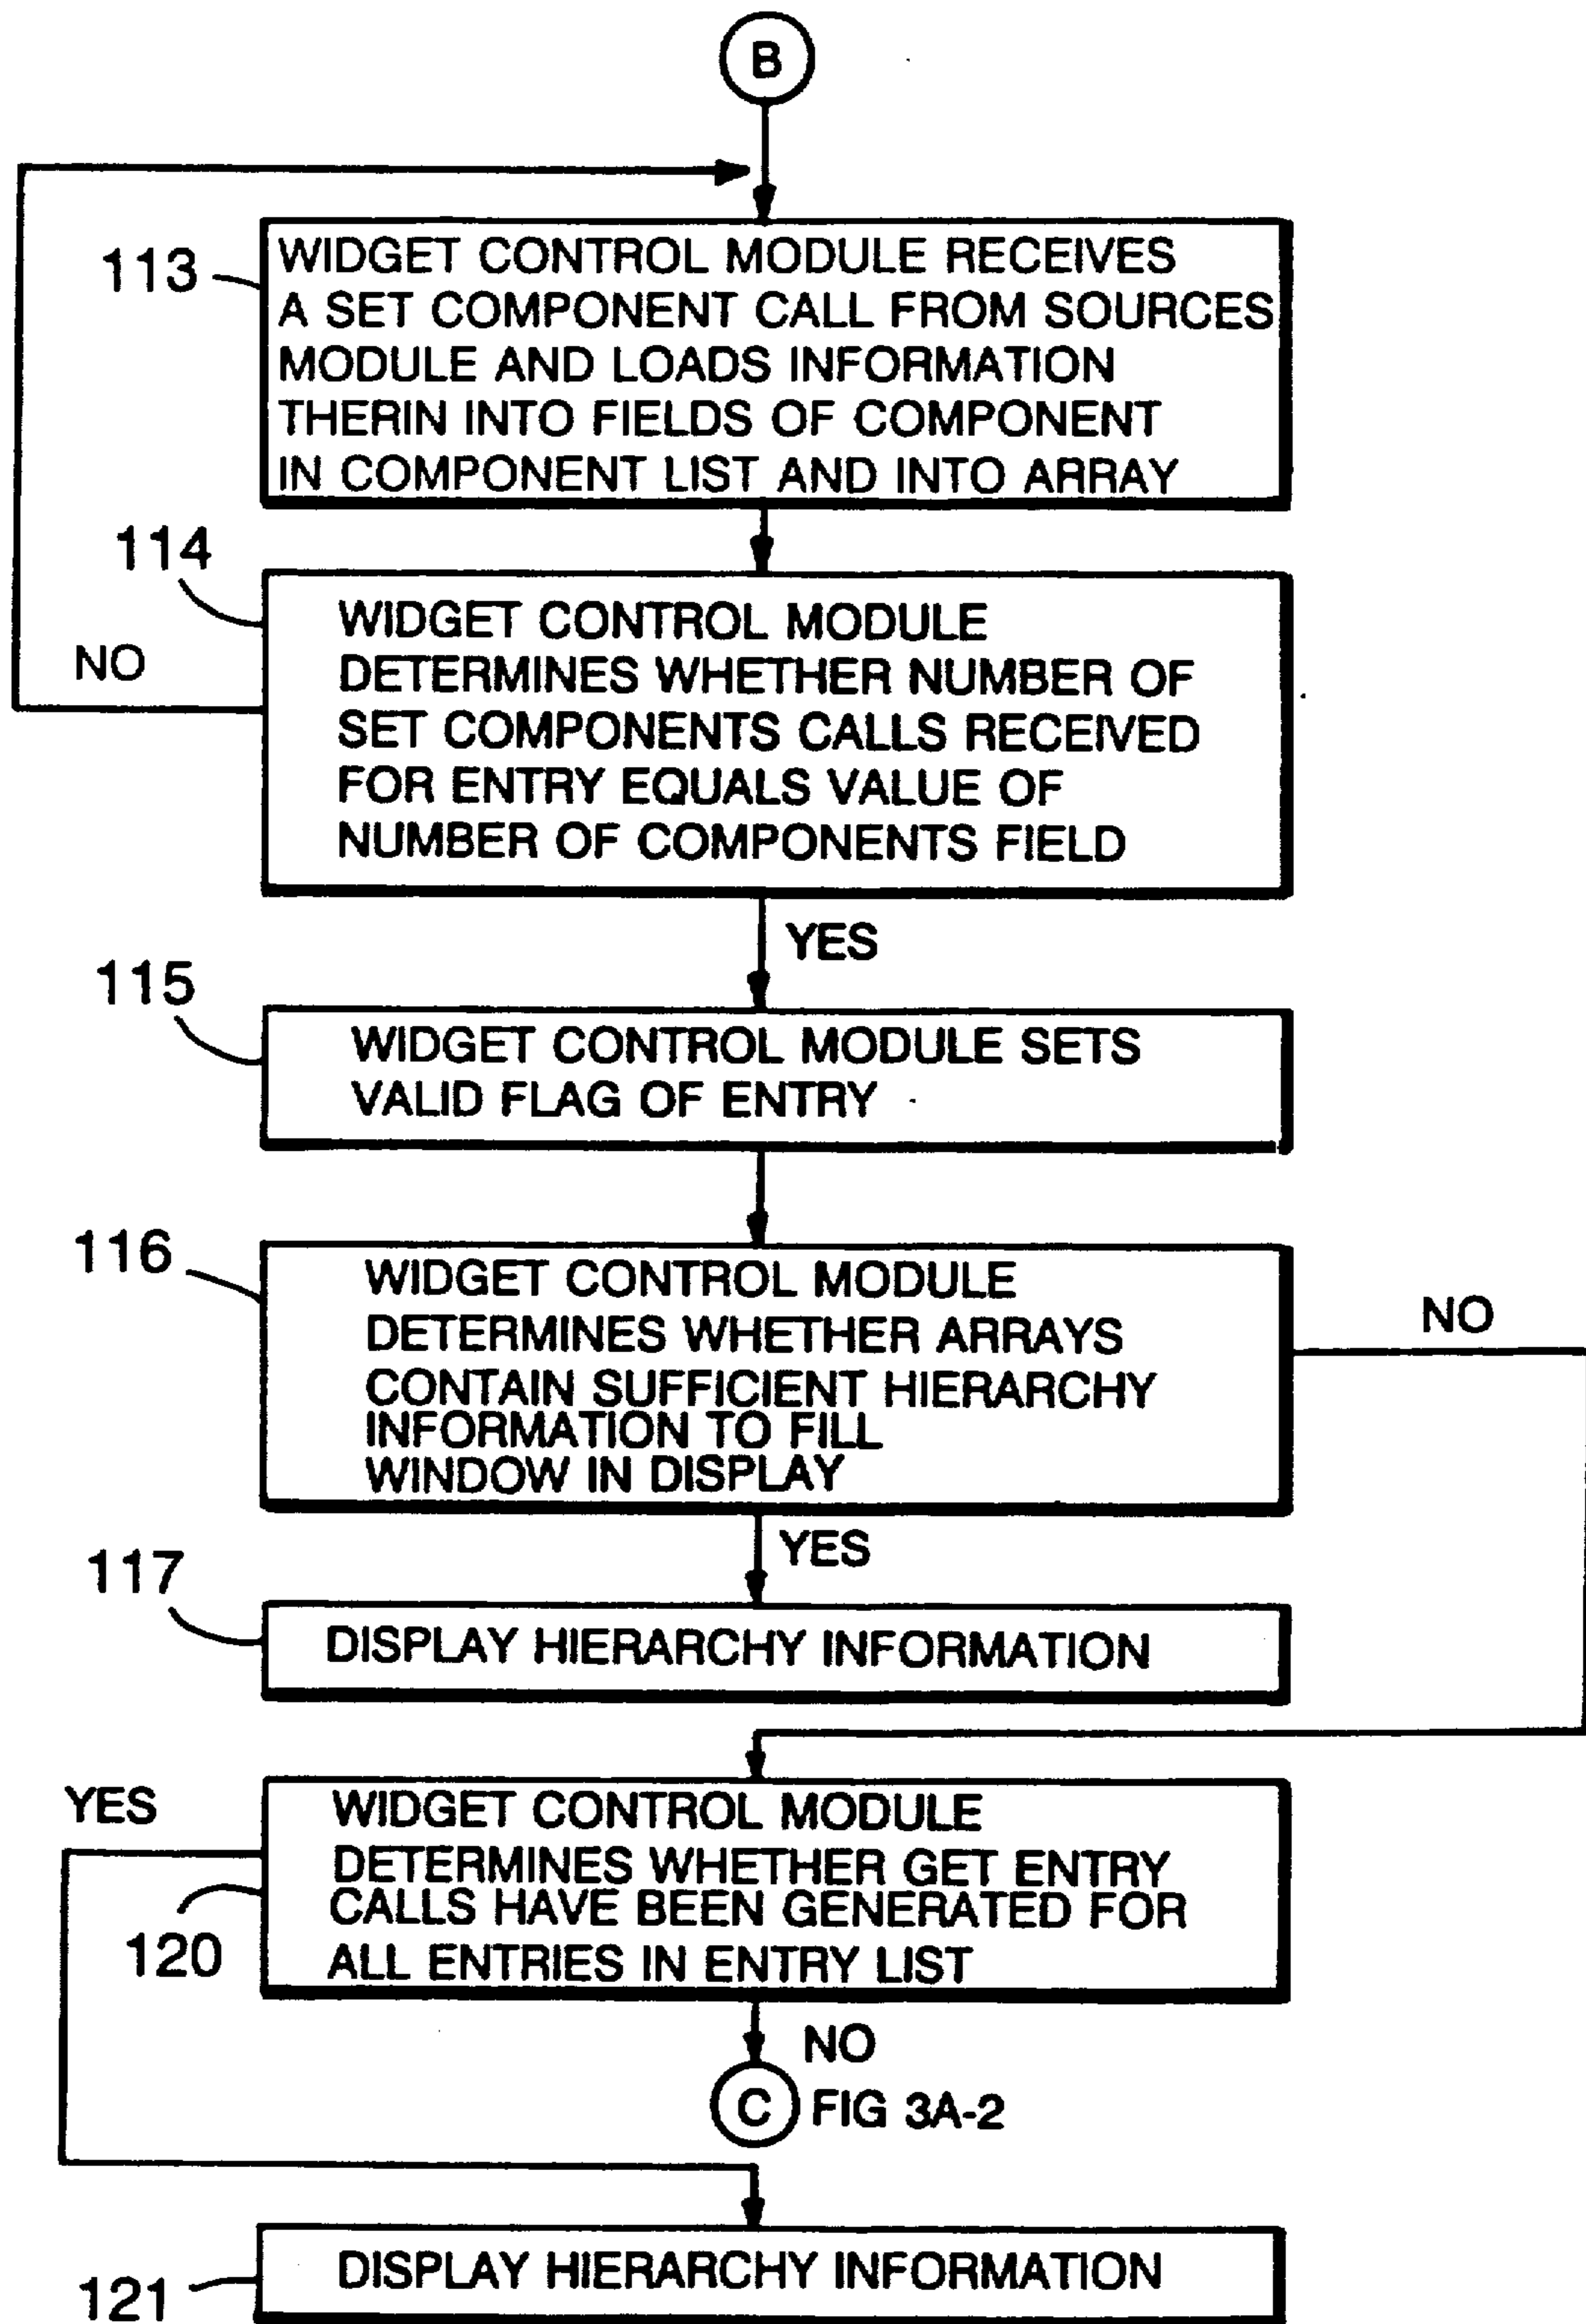 B
113
WIDGET CONTROL MODULE RECEIVES
A SET COMPONENT CALL FROM SOURCES
MODULE AND LOADS INFORMATION
THERIN INTO FIELDS OF COMPONENT
IN COMPONENT LIST AND INTO ARRAY
114
NO
WIDGET CONTROL MODULE
DETERMINES WHETHER NUMBER OF
SET COMPONENTS CALLS RECEIVED
FOR ENTRY EQUALS VALUE OF
NUMBER OF COMPONENTS FIELD
YES
115
WIDGET CONTROL MODULE SETS
VALID FLAG OF ENTRY
116
WIDGET CONTROL MODULE
DETERMINES WHETHER ARRAYS
CONTAIN SUFFICIENT HIERARCHY
INFORMATION TO FILL
WINDOW IN DISPLAY
NO
YES
117
DISPLAY HIERARCHY INFORMATION
YES
WIDGET CONTROL MODULE
DETERMINES WHETHER GET ENTRY
CALLS HAVE BEEN GENERATED FOR
ALL ENTRIES IN ENTRY LIST
120
NO
C FIG 3A-2
DISPLAY HIERARCHY INFORMATION
121